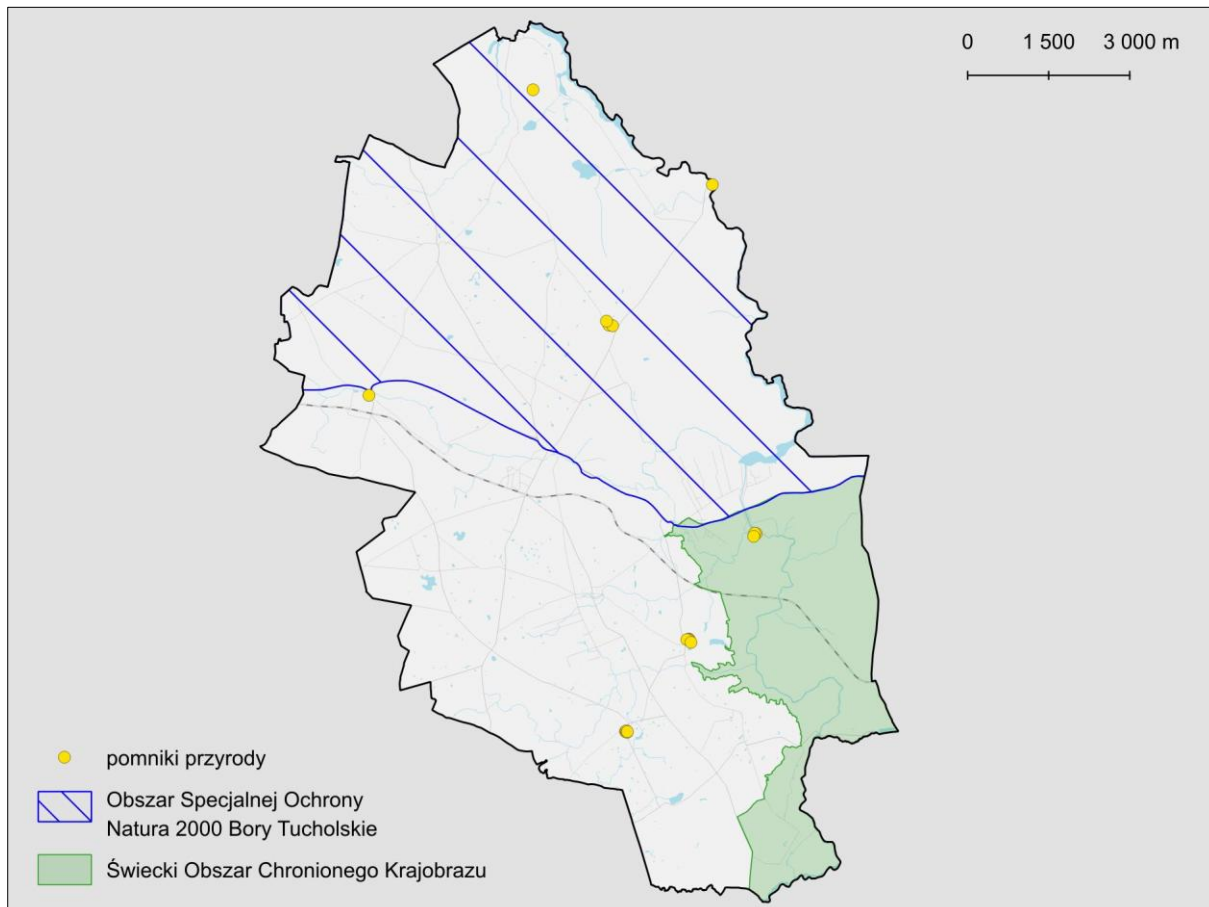 0 1 500 3 000 m
pomniki przyrody
Obszar Specjalnej Ochrony
Natura 2000 Bory Tucholskie
Świecki Obszar Chronionego Krajobrazu